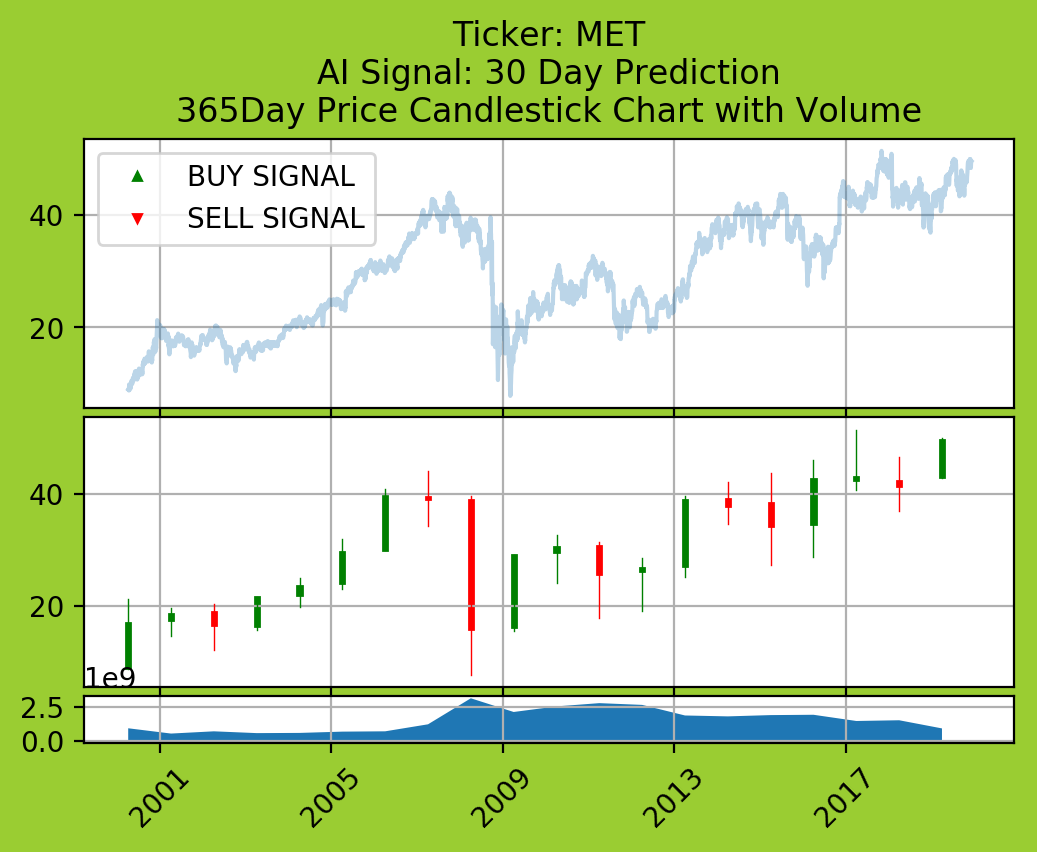 Ticker: MET
AI Signal: 30 Day Prediction
365Day Price Candlestick Chart with Volume
BUY SIGNAL
SELL SIGNAL
40
20
40
20
1e9
2.5
0.0
2001
2005
2009
2013
2017